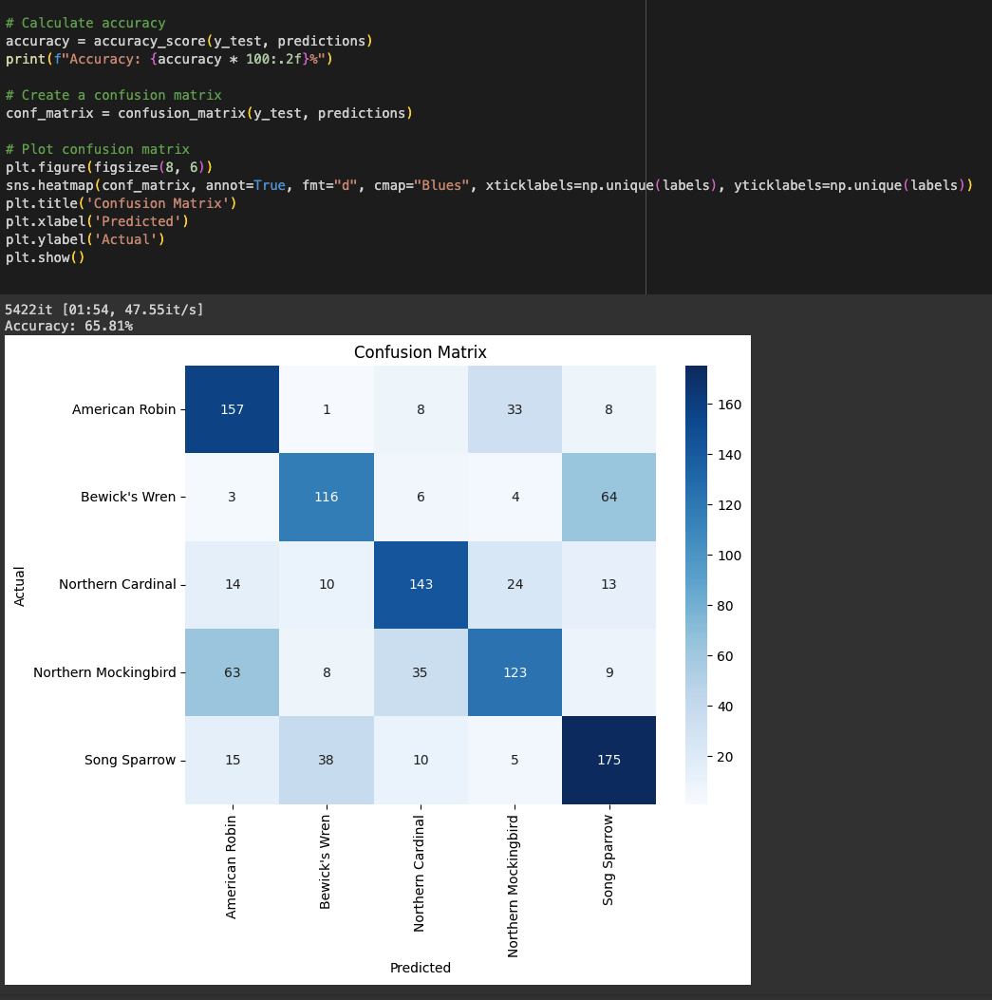 # Calculate accuracy
accuracy = accuracy_score(y_test, predictions)
print(f"Accuracy: {accuracy * 100:.2f}%")
# Create a confusion matrix
conf_matrix = confusion_matrix(y_test, predictions)
# Plot confusion matrix
plt.figure(figsize=(8, 6))
sns.heatmap(conf_matrix, annot=True, fmt="d", cmap="Blues", xticklabels=np.unique(labels), yticklabels=np.unique(labels))
plt.title('Confusion Matrix')
plt.xlabel('Predicted')
plt.ylabel('Actual')
plt.show()
5422it [01:54, 47.55it/s]
Accuracy: 65.81%
Confusion Matrix
Actual
American Robin 157 1 8 33 8
Bewick's Wren 3 116 6 4 64
Northern Cardinal 14 10 143 24 13
Northern Mockingbird 63 8 35 123 9
Song Sparrow 15 38 10 5 175
American Robin
Bewick's Wren
Northern Cardinal
Northern Mockingbird
Song Sparrow
Predicted
160
140
120
100
80
60
40
20